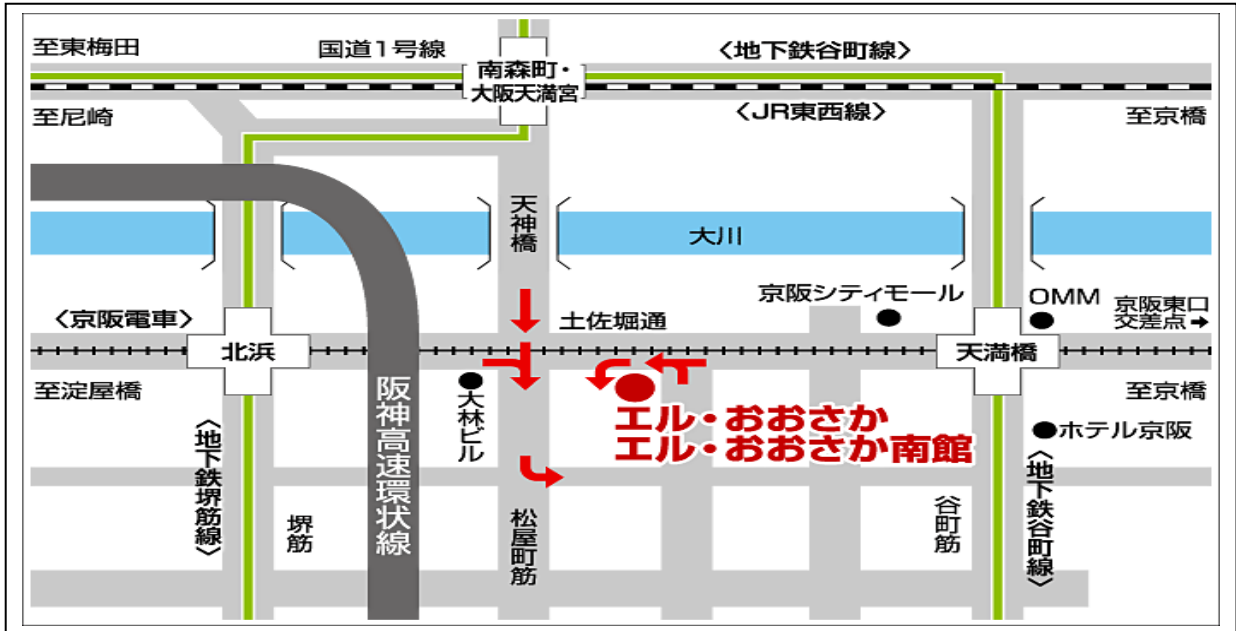 至東梅田
国道1号線
〈地下鉄谷町線〉
南森町・
大阪天満宮
至尼崎
〈JR東西線〉
至京橋
天神橋
大川
京阪シティモール
OMM
京阪東口
交差点→
〈京阪電車〉
土佐堀通
北浜
天満橋
至淀屋橋
至京橋
大林ビル
阪神高速環状線
エル・おおさか
エル・おおさか南館
ホテル京阪
〈地下鉄堺筋線〉
堺筋
松屋町筋
谷町筋
〈地下鉄谷町線〉